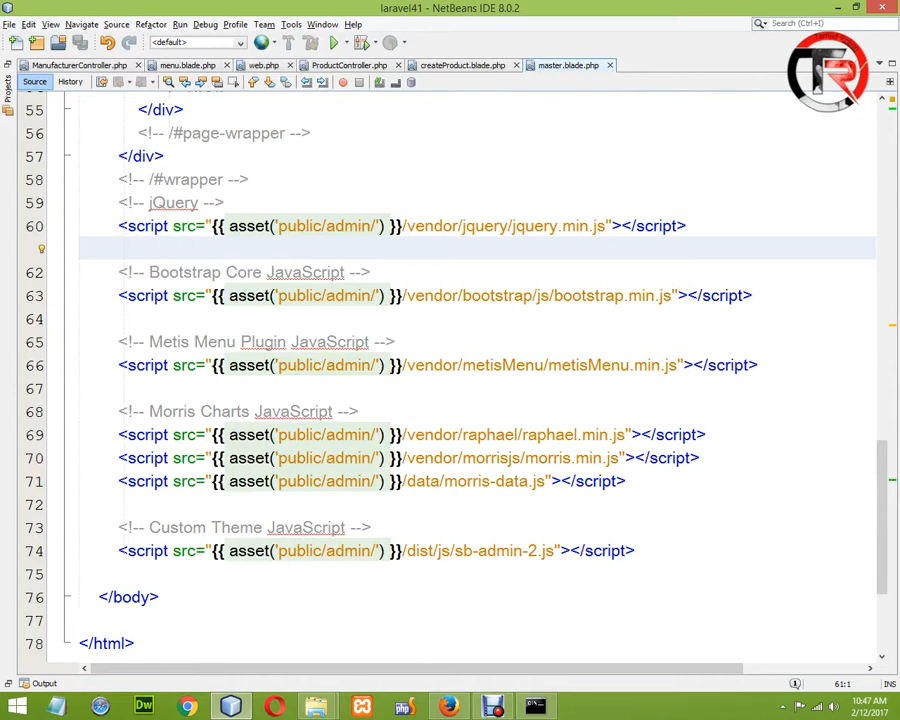 laravel41 - NetBeans IDE 8.0.2
File Edit View Navigate Source Refactor Run Debug Profile Team Tools Window Help
<default>
Search (Ctrl+I)
ManufacturerController.php menu.blade.php web.php ProductController.php createProduct.blade.php master.blade.php
Source History
Projects
55 </div>
56 <!-- /#page-wrapper -->
57 </div>
58 <!-- /#wrapper -->
59 <!-- jQuery -->
60 <script src="{{ asset('public/admin/') }}/vendor/jquery/jquery.min.js"></script>
62 <!-- Bootstrap Core JavaScript -->
63 <script src="{{ asset('public/admin/') }}/vendor/bootstrap/js/bootstrap.min.js"></script>
64
65 <!-- Metis Menu Plugin JavaScript -->
66 <script src="{{ asset('public/admin/') }}/vendor/metisMenu/metisMenu.min.js"></script>
67
68 <!-- Morris Charts JavaScript -->
69 <script src="{{ asset('public/admin/') }}/vendor/raphael/raphael.min.js"></script>
70 <script src="{{ asset('public/admin/') }}/vendor/morrisjs/morris.min.js"></script>
71 <script src="{{ asset('public/admin/') }}/data/morris-data.js"></script>
72
73 <!-- Custom Theme JavaScript -->
74 <script src="{{ asset('public/admin/') }}/dist/js/sb-admin-2.js"></script>
75
76 </body>
77
78 </html>
Output
61:1 INS
Dw
php
10:47 AM
2/12/2017